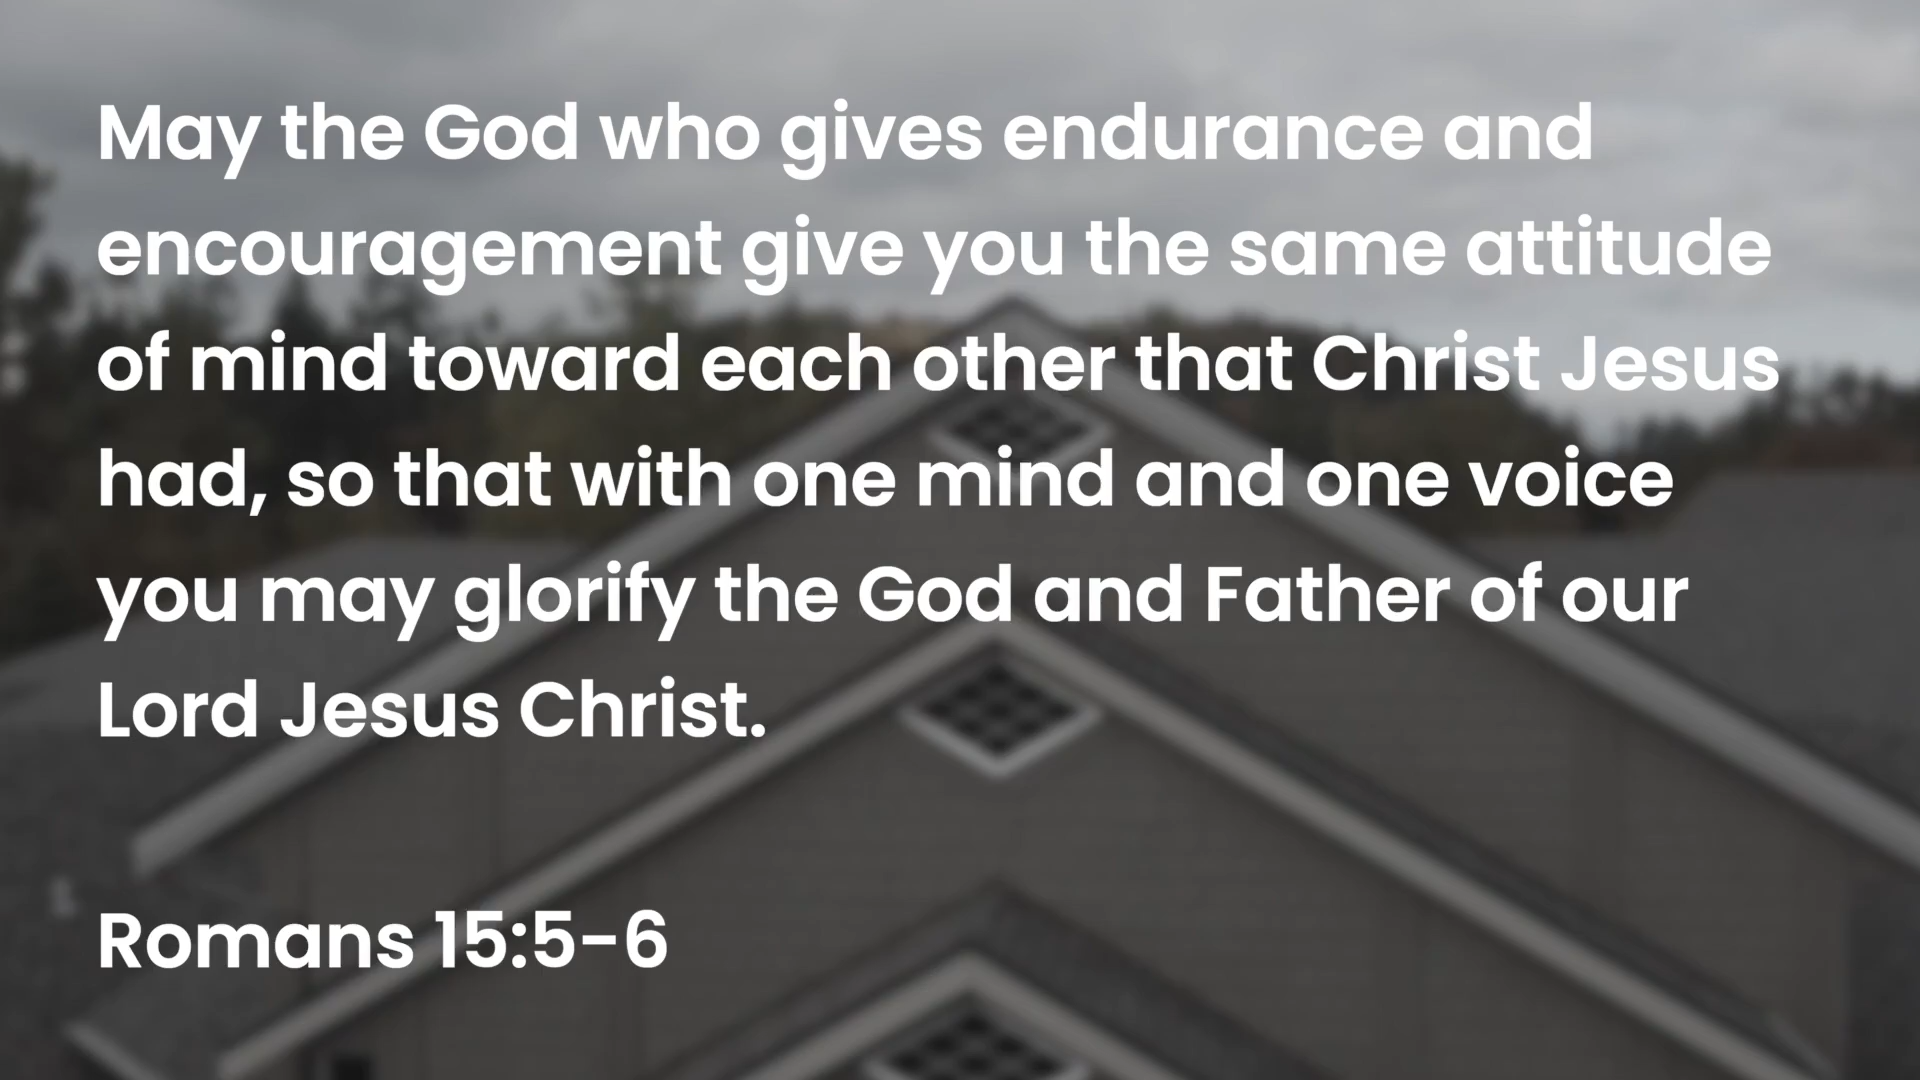 May the God who gives endurance and
encouragement give you the same attitude
of mind toward each other that Christ Jesus
had, so that with one mind and one voice
you may glorify the God and Father of our
Lord Jesus Christ.
Romans 15:5-6